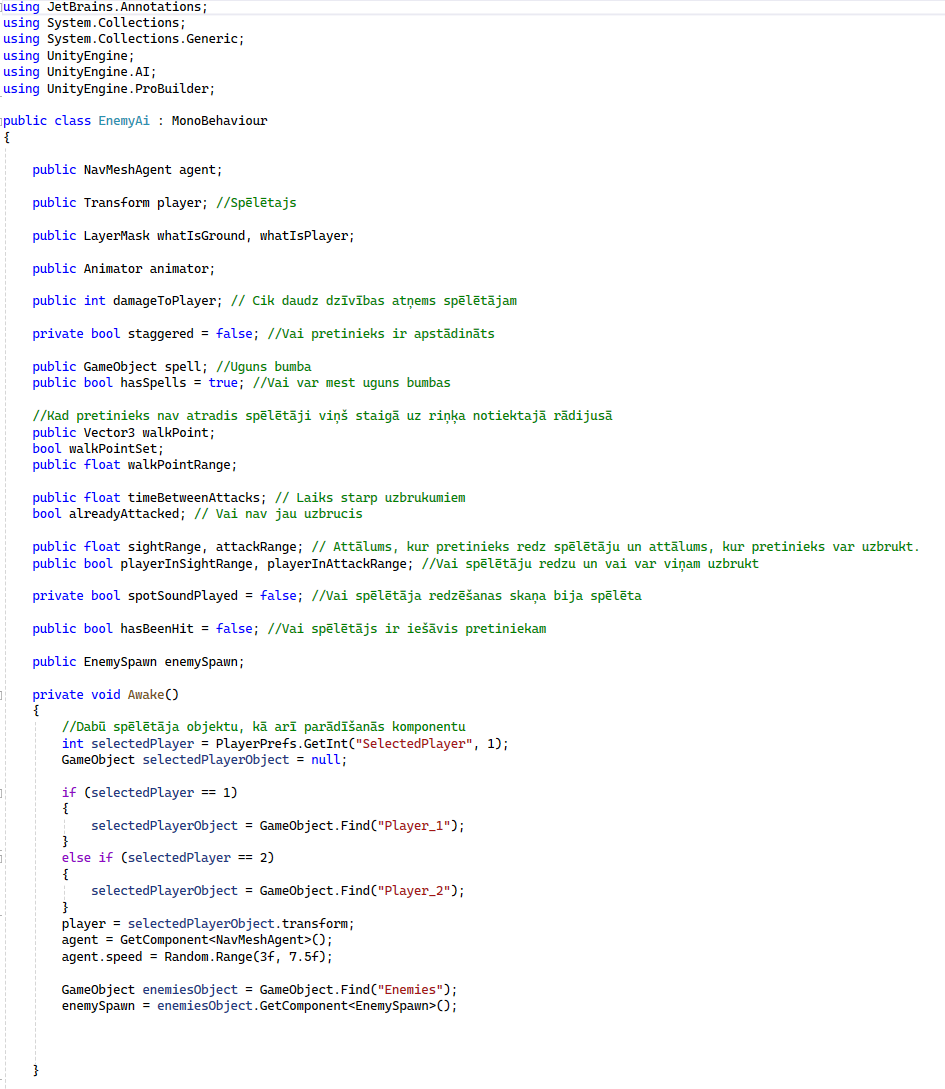 using JetBrains.Annotations;
using System.Collections;
using System.Collections.Generic;
using UnityEngine;
using UnityEngine.AI;
using UnityEngine.ProBuilder;
public class EnemyAi : MonoBehaviour
{
public NavMeshAgent agent;
public Transform player; //Spēlētajs
public LayerMask whatIsGround, whatIsPlayer;
public Animator animator;
public int damageToPlayer; // Cik daudz dzīvības atņems spēlētājam
private bool staggered = false; //Vai pretinieks ir apstādināts
public GameObject spell; //Uguns bumba
public bool hasSpells = true; //Vai var mest uguns bumbas
//Kad pretinieks nav atradis spēlētāji viņš staigā uz riņķa notiektajā rādijusā
public Vector3 walkPoint;
bool walkPointSet;
public float walkPointRange;
public float timeBetweenAttacks; // Laiks starp uzbrukumiem
bool alreadyAttacked; // Vai nav jau uzbrucis
public float sightRange, attackRange; // Attālums, kur pretinieks redz spēlētāju un attālums, kur pretinieks var uzbrukt.
public bool playerInSightRange, playerInAttackRange; //Vai spēlētāju redzu un vai var viņam uzbrukt
private bool spotSoundPlayed = false; //Vai spēlētāja redzēšanas skaņa bija spēlēta
public bool hasBeenHit = false; //Vai spēlētājs ir iešāvis pretiniekam
public EnemySpawn enemySpawn;
private void Awake()
{
//Dabū spēlētāja objektu, kā arī parādīšanās komponentu
int selectedPlayer = PlayerPrefs.GetInt("SelectedPlayer", 1);
GameObject selectedPlayerObject = null;
if (selectedPlayer == 1)
{
selectedPlayerObject = GameObject.Find("Player_1");
}
else if (selectedPlayer == 2)
{
selectedPlayerObject = GameObject.Find("Player_2");
}
player = selectedPlayerObject.transform;
agent = GetComponent<NavMeshAgent>();
agent.speed = Random.Range(3f, 7.5f);
GameObject enemiesObject = GameObject.Find("Enemies");
enemySpawn = enemiesObject.GetComponent<EnemySpawn>();
}